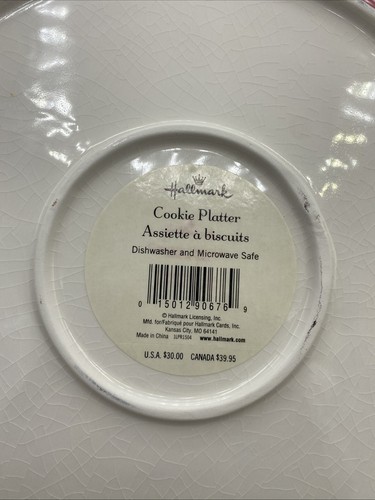 Hallmark
Cookie Platter
Assiette à biscuits
Dishwasher and Microwave Safe
0 15012 90676 9
© Hallmark Licensing, Inc.
Mfd. for/Fabriqué pour Hallmark Cards, Inc.
Kansas City, MO 64141
Made in China 1LPR1504 www.hallmark.com
U.S.A. $30.00 CANADA $39.95